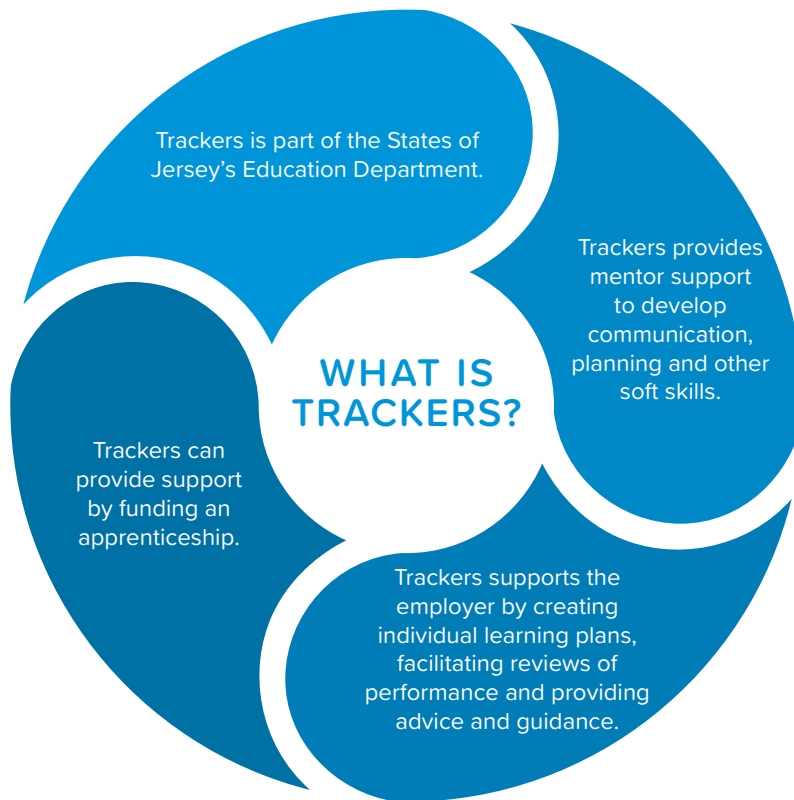 Trackers is part of the States of
Jersey’s Education Department.
Trackers provides
mentor support
to develop
communication,
planning and other
soft skills.
WHAT IS
TRACKERS?
Trackers can
provide support
by funding an
apprenticeship.
Trackers supports the
employer by creating
individual learning plans,
facilitating reviews of
performance and providing
advice and guidance.